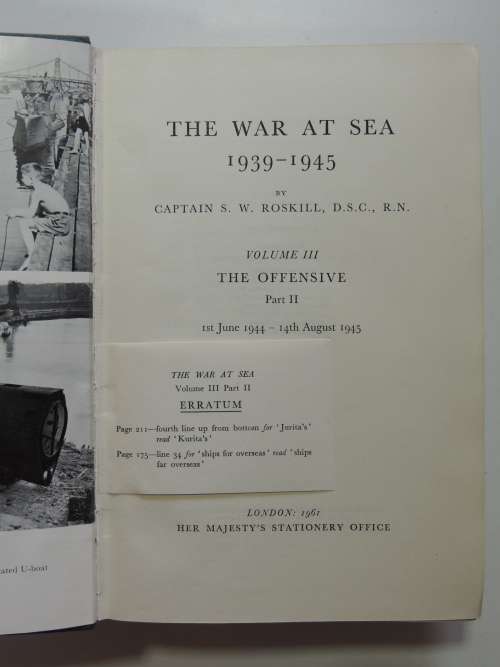 THE WAR AT SEA
1939–1945
BY
CAPTAIN S. W. ROSKILL, D.S.C., R.N.
VOLUME III
THE OFFENSIVE
Part II
1st June 1944 – 14th August 1945
THE WAR AT SEA
Volume III Part II
ERRATUM
Page 211—fourth line up from bottom for 'Jurita's'
read 'Kurita's'
Page 175—line 34 for 'ships for overseas' read 'ships
far overseas'
LONDON: 1961
HER MAJESTY'S STATIONERY OFFICE
U-boat